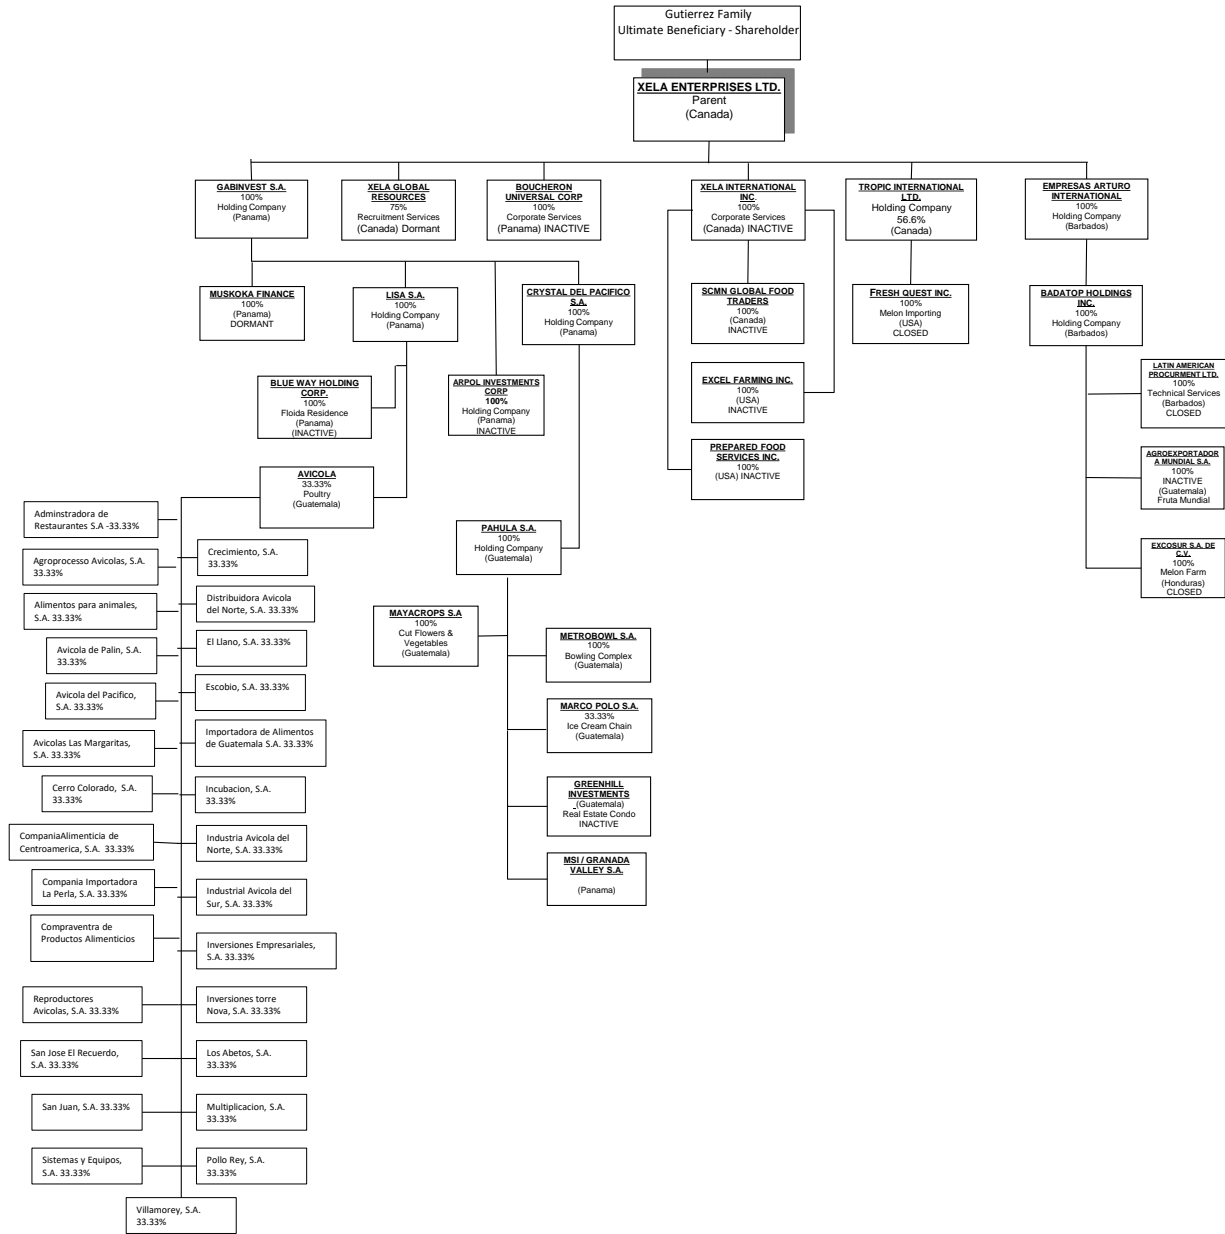 Gutierrez Family
Ultimate Beneficiary - Shareholder
XELA ENTERPRISES LTD.
Parent
(Canada)
GABINVEST S.A.
100%
Holding Company
(Panama)
XELA GLOBAL
RESOURCES
75%
Recruitment Services
(Canada) Dormant
BOUCHERON
UNIVERSAL CORP
100%
Corporate Services
(Panama) INACTIVE
XELA INTERNATIONAL
INC.
100%
Corporate Services
(Canada) INACTIVE
TROPIC INTERNATIONAL
LTD.
Holding Company
56.6%
(Canada)
EMPRESAS ARTURO
INTERNATIONAL
100%
Holding Company
(Barbados)
MUSKOKA FINANCE
100%
(Panama)
DORMANT
LISA S.A.
100%
Holding Company
(Panama)
CRYSTAL DEL PACIFICO
S.A.
100%
Holding Company
(Panama)
SCMN GLOBAL FOOD
TRADERS
100%
(Canada)
INACTIVE
FRESH QUEST INC.
100%
Melon Importing
(USA)
CLOSED
BADATOP HOLDINGS
INC.
100%
Holding Company
(Barbados)
BLUE WAY HOLDING
CORP.
100%
Floida Residence
(Panama)
(INACTIVE)
ARPOL INVESTMENTS
CORP
100%
Holding Company
(Panama)
INACTIVE
EXCEL FARMING INC.
100%
(USA)
INACTIVE
LATIN AMERICAN
PROCURMENT LTD.
100%
Technical Services
(Barbados)
CLOSED
PREPARED FOOD
SERVICES INC.
100%
(USA) INACTIVE
AGROEXPORTADOR
A MUNDIAL S.A.
100%
INACTIVE
(Guatemala)
Fruta Mundial
AVICOLA
33.33%
Poultry
(Guatemala)
PAHULA S.A.
100%
Holding Company
(Guatemala)
EXCOSUR S.A. DE
C.V.
100%
Melon Farm
(Honduras)
CLOSED
MAYACROPS S.A
100%
Cut Flowers &
Vegetables
(Guatemala)
METROBOWL S.A.
100%
Bowling Complex
(Guatemala)
MARCO POLO S.A.
33.33%
Ice Cream Chain
(Guatemala)
GREENHILL
INVESTMENTS
(Guatemala)
Real Estate Condo
INACTIVE
MSI / GRANADA
VALLEY S.A.
(Panama)
Adminstradora de
Restaurantes S.A -33.33%
Crecimiento, S.A.
33.33%
Agroprocesso Avicolas, S.A.
33.33%
Distribuidora Avicola
del Norte, S.A. 33.33%
Alimentos para animales,
S.A. 33.33%
El Llano, S.A. 33.33%
Avicola de Palin, S.A.
33.33%
Escobio, S.A. 33.33%
Avicola del Pacifico,
S.A. 33.33%
Importadora de Alimentos
de Guatemala S.A. 33.33%
Avicolas Las Margaritas,
S.A. 33.33%
Incubacion, S.A.
33.33%
Cerro Colorado, S.A.
33.33%
Industria Avicola del
Norte, S.A. 33.33%
CompaniaAlimenticia de
Centroamerica, S.A. 33.33%
Industrial Avicola del
Sur, S.A. 33.33%
Compania Importadora
La Perla, S.A. 33.33%
Compraventra de
Productos Alimenticios
Inversiones Empresariales,
S.A. 33.33%
Reproductores
Avicolas, S.A. 33.33%
Inversiones torre
Nova, S.A. 33.33%
San Jose El Recuerdo,
S.A. 33.33%
Los Abetos, S.A.
33.33%
San Juan, S.A. 33.33%
Multiplicacion, S.A.
33.33%
Sistemas y Equipos,
S.A. 33.33%
Pollo Rey, S.A.
33.33%
Villamorey, S.A.
33.33%